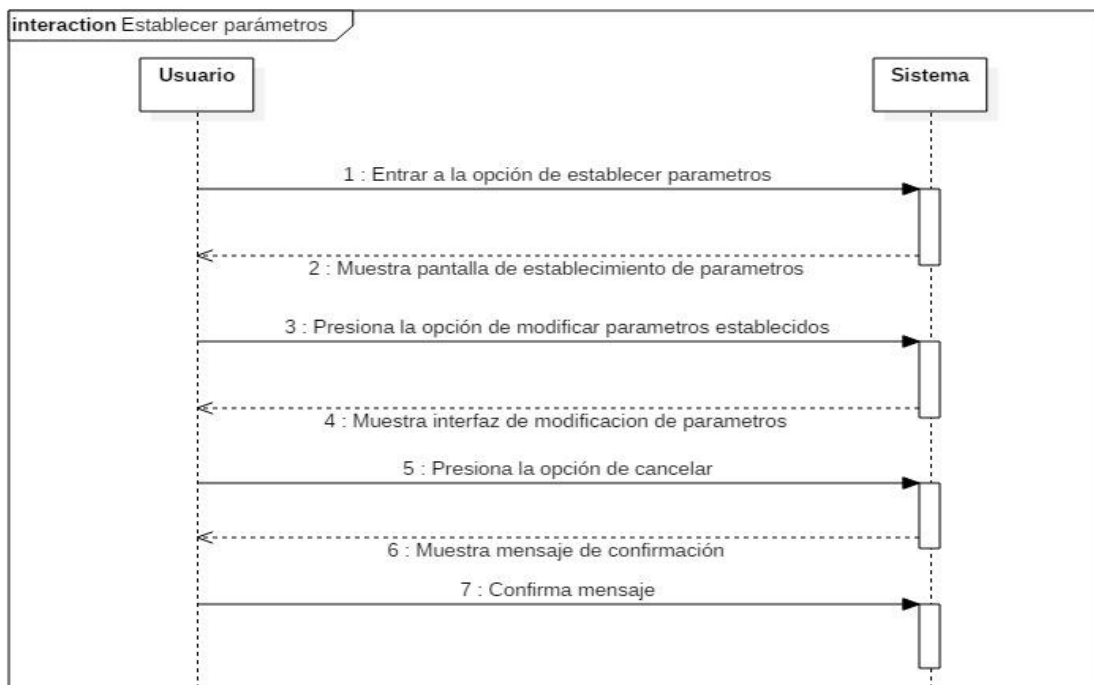 interaction Establecer parámetros
Usuario
Sistema
1 : Entrar a la opción de establecer parametros
2 : Muestra pantalla de establecimiento de parametros
3 : Presiona la opción de modificar parametros establecidos
4 : Muestra interfaz de modificacion de parametros
5 : Presiona la opción de cancelar
6 : Muestra mensaje de confirmación
7 : Confirma mensaje